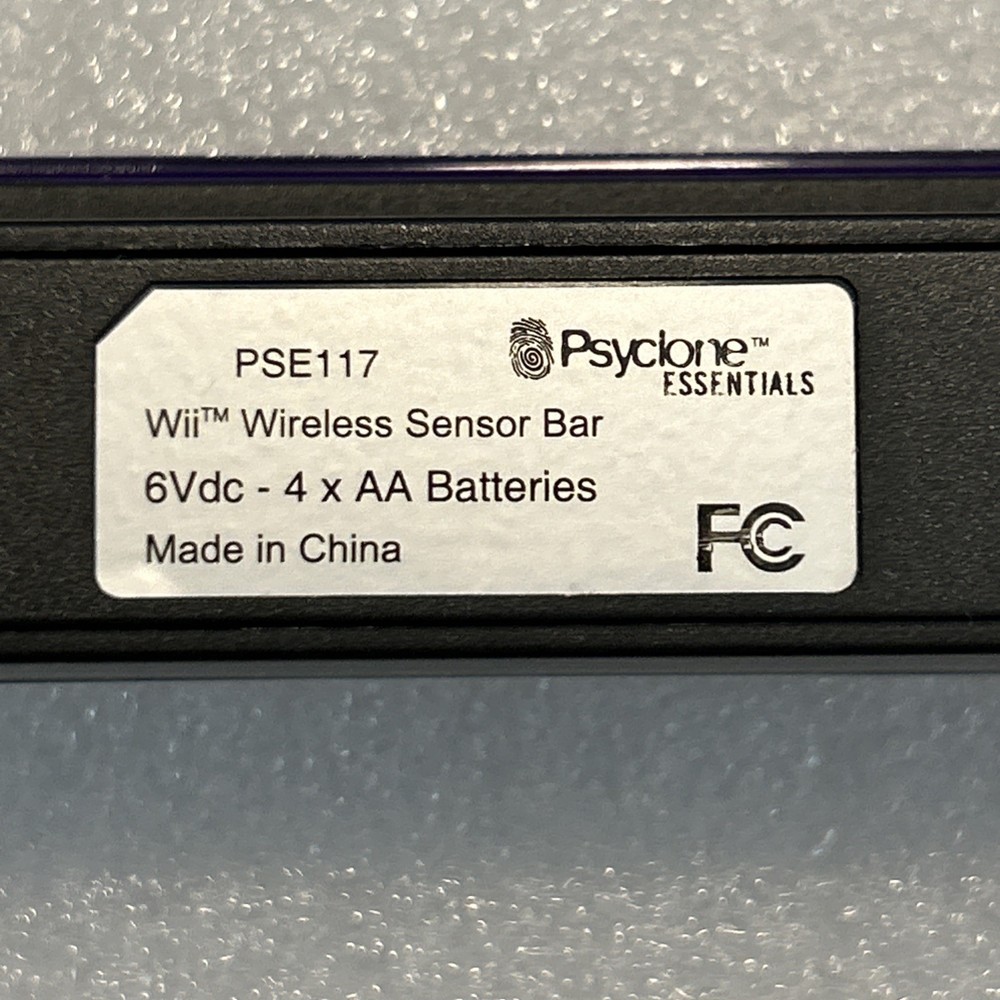 PSE117
Psyclone™
ESSENTIALS
Wii™ Wireless Sensor Bar
6Vdc - 4 x AA Batteries
Made in China
FC